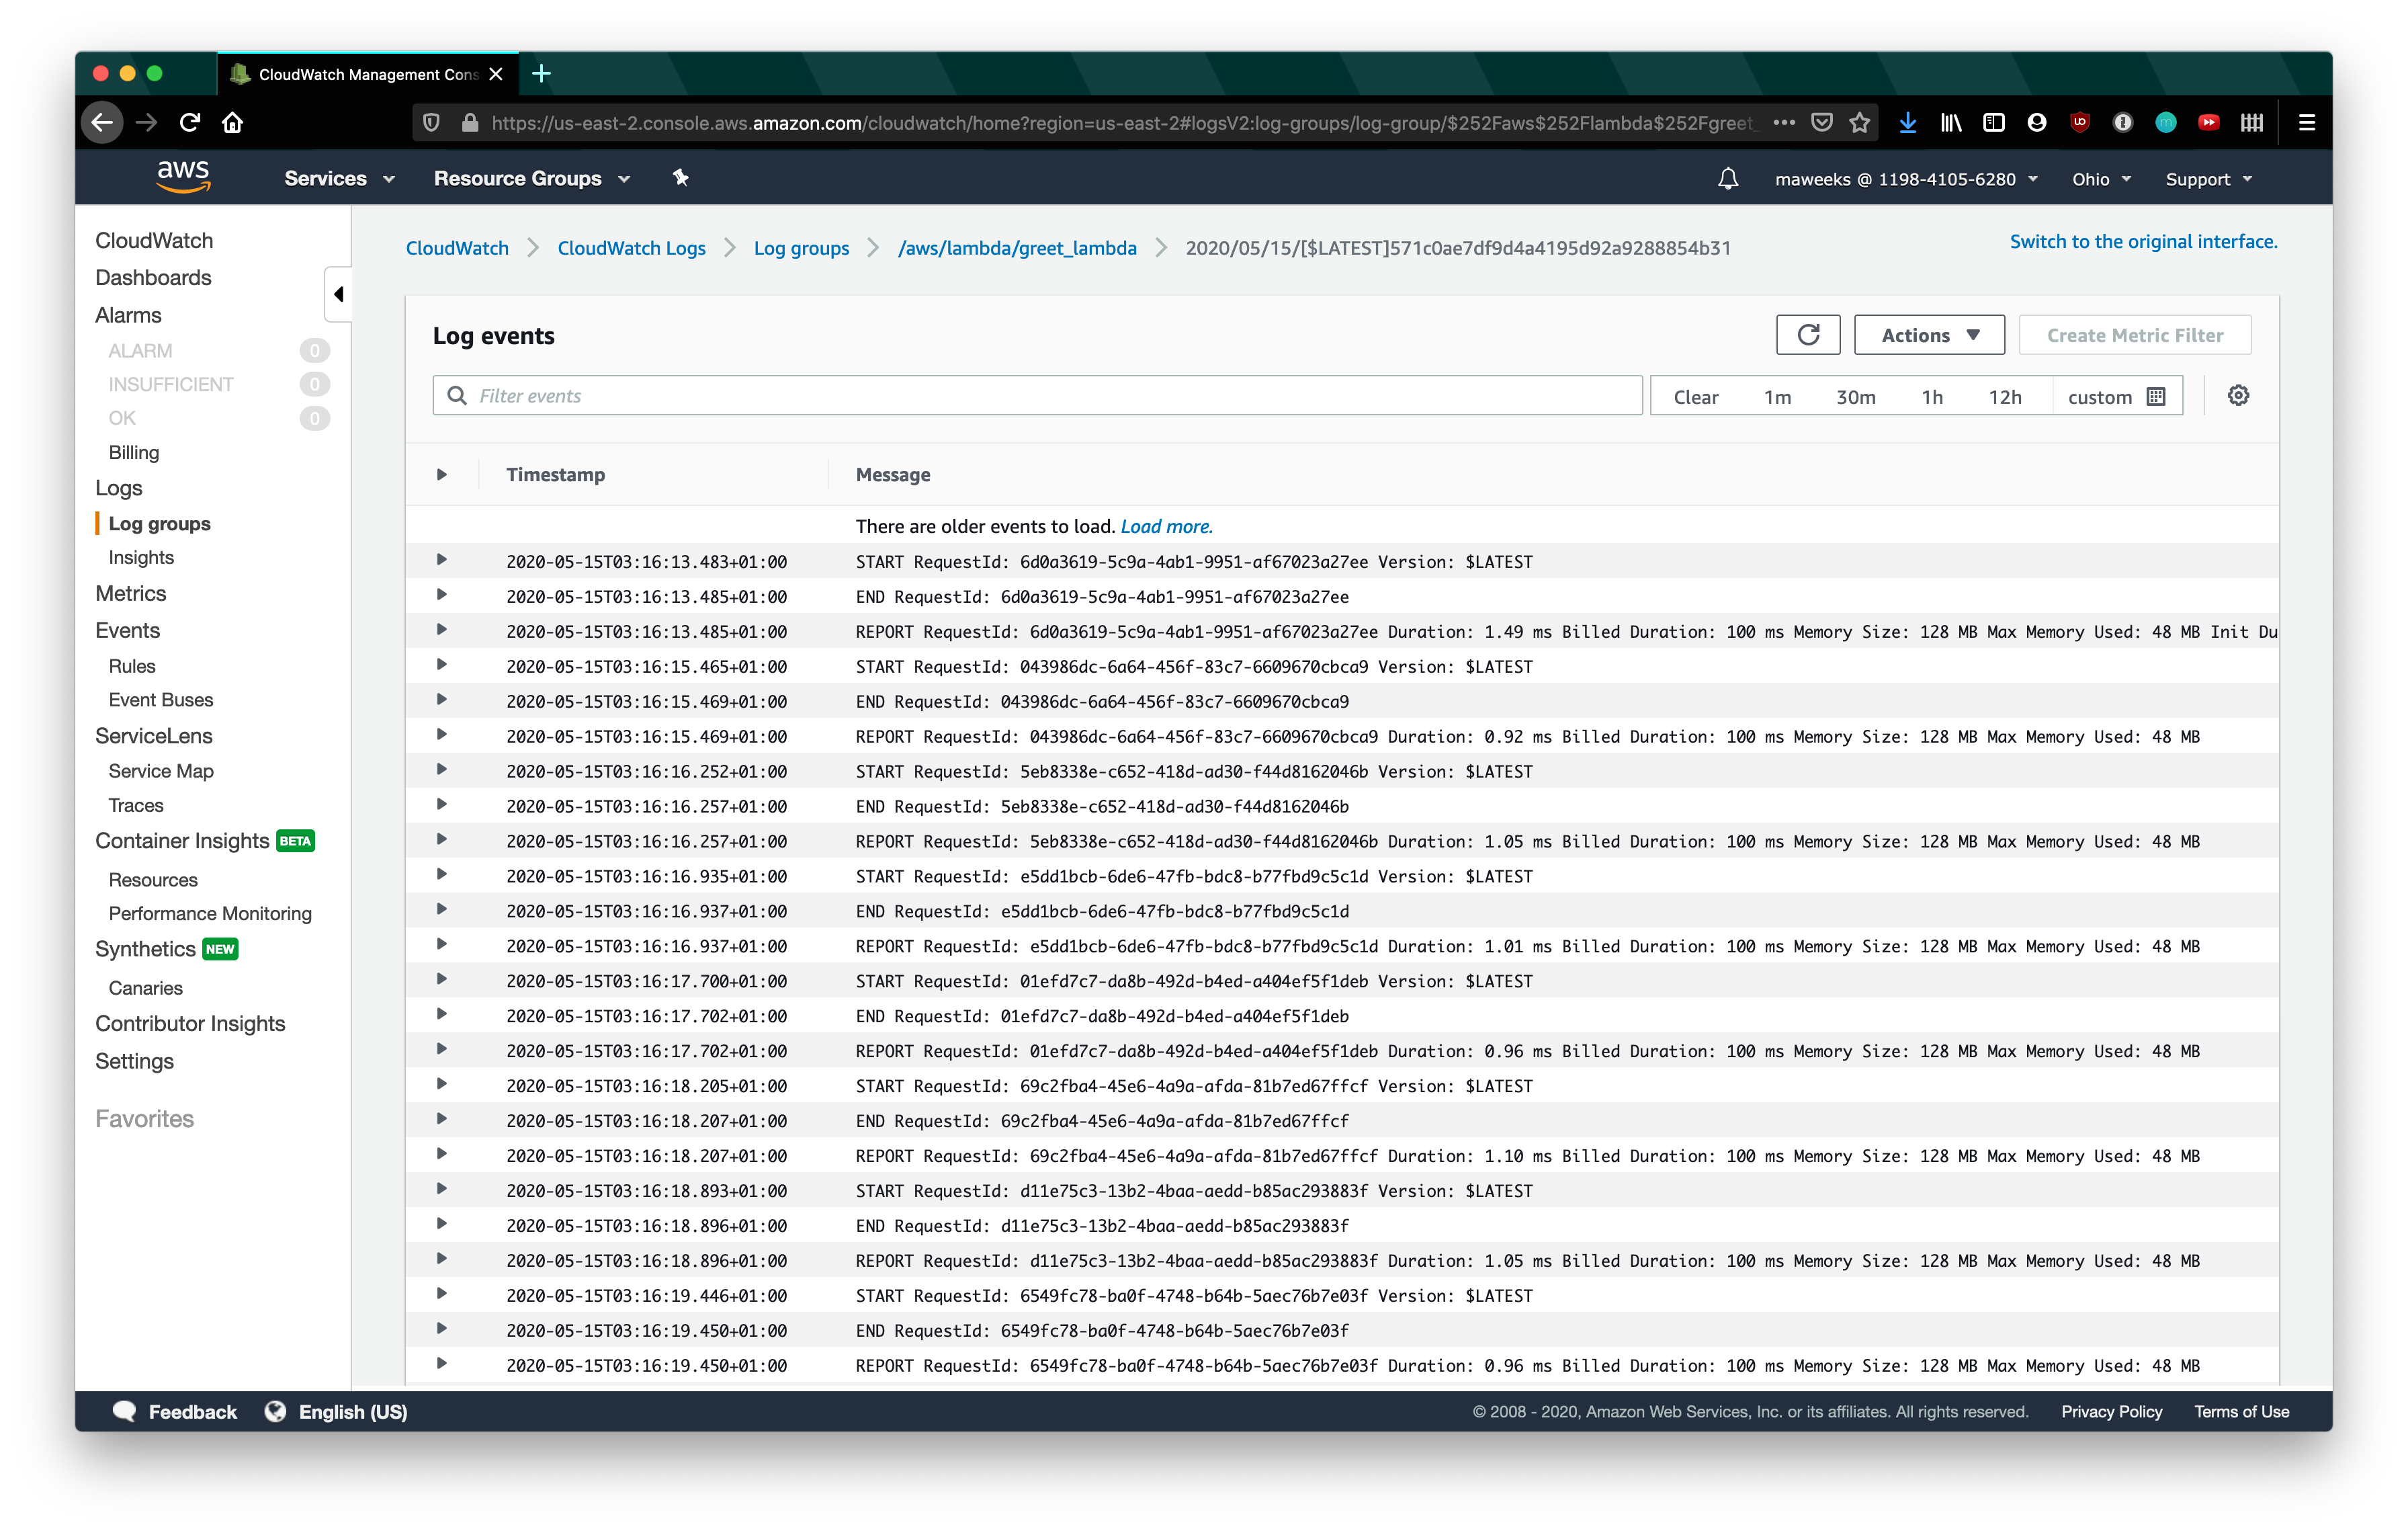 CloudWatch Management Cons
https://us-east-2.console.aws.amazon.com/cloudwatch/home?region=us-east-2#logsV2:log-groups/log-group/$252Faws$252Flambda$252Fgreet_
aws Services Resource Groups maweeks @ 1198-4105-6280 Ohio Support
CloudWatch
Dashboards
Alarms
ALARM 0
INSUFFICIENT 0
OK 0
Billing
Logs
Log groups
Insights
Metrics
Events
Rules
Event Buses
ServiceLens
Service Map
Traces
Container Insights BETA
Resources
Performance Monitoring
Synthetics NEW
Canaries
Contributor Insights
Settings
Favorites
CloudWatch CloudWatch Logs Log groups /aws/lambda/greet_lambda 2020/05/15/[$LATEST]571c0ae7df9d4a4195d92a9288854b31
Switch to the original interface.
Log events
Actions Create Metric Filter
Filter events Clear 1m 30m 1h 12h custom
Timestamp Message
There are older events to load. Load more.
2020-05-15T03:16:13.483+01:00 START RequestId: 6d0a3619-5c9a-4ab1-9951-af67023a27ee Version: $LATEST
2020-05-15T03:16:13.485+01:00 END RequestId: 6d0a3619-5c9a-4ab1-9951-af67023a27ee
2020-05-15T03:16:13.485+01:00 REPORT RequestId: 6d0a3619-5c9a-4ab1-9951-af67023a27ee Duration: 1.49 ms Billed Duration: 100 ms Memory Size: 128 MB Max Memory Used: 48 MB Init Du
2020-05-15T03:16:15.465+01:00 START RequestId: 043986dc-6a64-456f-83c7-6609670cbca9 Version: $LATEST
2020-05-15T03:16:15.469+01:00 END RequestId: 043986dc-6a64-456f-83c7-6609670cbca9
2020-05-15T03:16:15.469+01:00 REPORT RequestId: 043986dc-6a64-456f-83c7-6609670cbca9 Duration: 0.92 ms Billed Duration: 100 ms Memory Size: 128 MB Max Memory Used: 48 MB
2020-05-15T03:16:16.252+01:00 START RequestId: 5eb8338e-c652-418d-ad30-f44d8162046b Version: $LATEST
2020-05-15T03:16:16.257+01:00 END RequestId: 5eb8338e-c652-418d-ad30-f44d8162046b
2020-05-15T03:16:16.257+01:00 REPORT RequestId: 5eb8338e-c652-418d-ad30-f44d8162046b Duration: 1.05 ms Billed Duration: 100 ms Memory Size: 128 MB Max Memory Used: 48 MB
2020-05-15T03:16:16.935+01:00 START RequestId: e5dd1bcb-6de6-47fb-bdc8-b77fbd9c5c1d Version: $LATEST
2020-05-15T03:16:16.937+01:00 END RequestId: e5dd1bcb-6de6-47fb-bdc8-b77fbd9c5c1d
2020-05-15T03:16:16.937+01:00 REPORT RequestId: e5dd1bcb-6de6-47fb-bdc8-b77fbd9c5c1d Duration: 1.01 ms Billed Duration: 100 ms Memory Size: 128 MB Max Memory Used: 48 MB
2020-05-15T03:16:17.700+01:00 START RequestId: 01efd7c7-da8b-492d-b4ed-a404ef5f1deb Version: $LATEST
2020-05-15T03:16:17.702+01:00 END RequestId: 01efd7c7-da8b-492d-b4ed-a404ef5f1deb
2020-05-15T03:16:17.702+01:00 REPORT RequestId: 01efd7c7-da8b-492d-b4ed-a404ef5f1deb Duration: 0.96 ms Billed Duration: 100 ms Memory Size: 128 MB Max Memory Used: 48 MB
2020-05-15T03:16:18.205+01:00 START RequestId: 69c2fba4-45e6-4a9a-afda-81b7ed67ffcf Version: $LATEST
2020-05-15T03:16:18.207+01:00 END RequestId: 69c2fba4-45e6-4a9a-afda-81b7ed67ffcf
2020-05-15T03:16:18.207+01:00 REPORT RequestId: 69c2fba4-45e6-4a9a-afda-81b7ed67ffcf Duration: 1.10 ms Billed Duration: 100 ms Memory Size: 128 MB Max Memory Used: 48 MB
2020-05-15T03:16:18.893+01:00 START RequestId: d11e75c3-13b2-4baa-aedd-b85ac293883f Version: $LATEST
2020-05-15T03:16:18.896+01:00 END RequestId: d11e75c3-13b2-4baa-aedd-b85ac293883f
2020-05-15T03:16:18.896+01:00 REPORT RequestId: d11e75c3-13b2-4baa-aedd-b85ac293883f Duration: 1.05 ms Billed Duration: 100 ms Memory Size: 128 MB Max Memory Used: 48 MB
2020-05-15T03:16:19.446+01:00 START RequestId: 6549fc78-ba0f-4748-b64b-5aec76b7e03f Version: $LATEST
2020-05-15T03:16:19.450+01:00 END RequestId: 6549fc78-ba0f-4748-b64b-5aec76b7e03f
2020-05-15T03:16:19.450+01:00 REPORT RequestId: 6549fc78-ba0f-4748-b64b-5aec76b7e03f Duration: 0.96 ms Billed Duration: 100 ms Memory Size: 128 MB Max Memory Used: 48 MB
Feedback English (US) © 2008 - 2020, Amazon Web Services, Inc. or its affiliates. All rights reserved. Privacy Policy Terms of Use